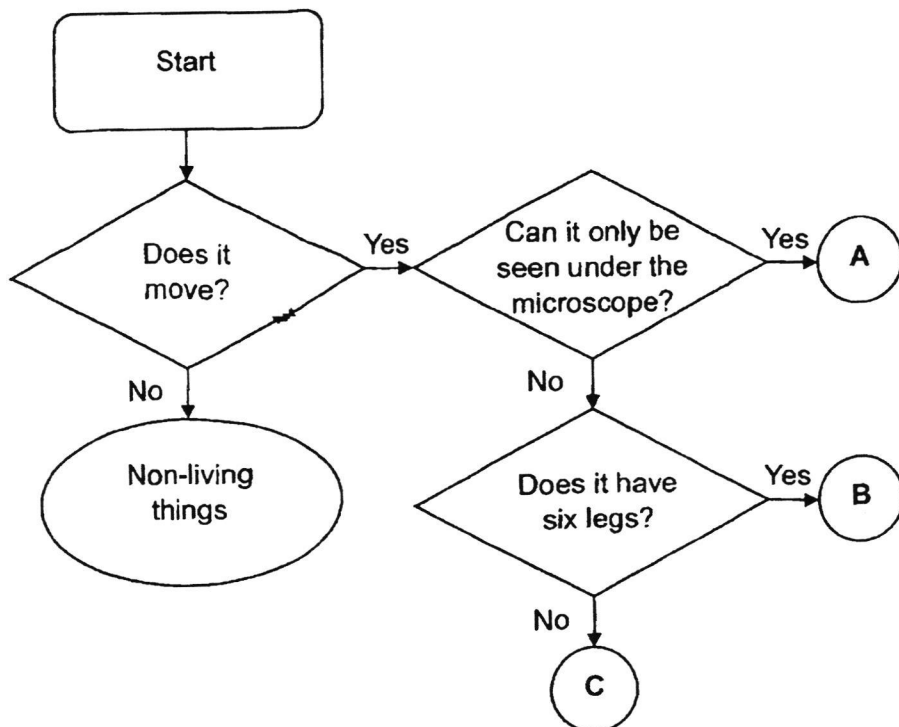 Start
Does it
move?
Yes
Can it only be
seen under the
microscope?
Yes
A
No
No
Non-living
things
Does it have
six legs?
Yes
B
No
C